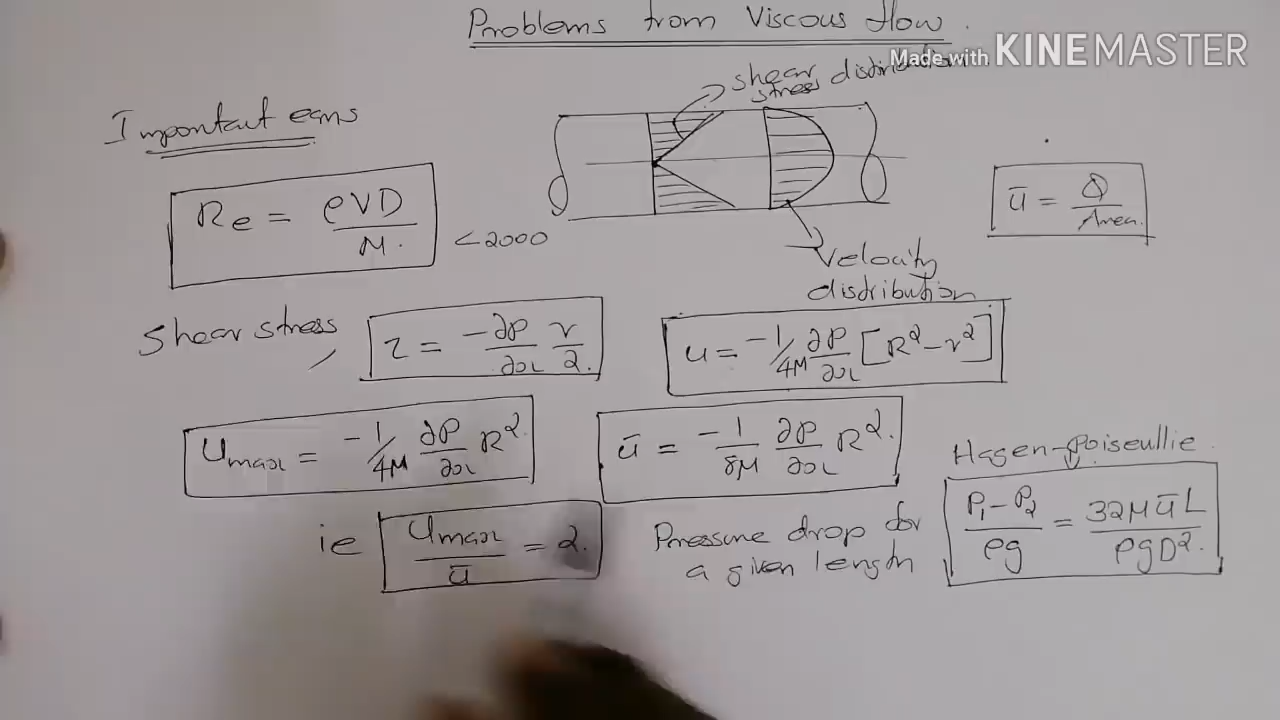 Problems from Viscous flow.
Made with KINEMASTER
shear
stress distribution
Important eqns
Re = ρVD/μ. <2000
ū = Q/Area.
Velocity
distribution
Shear stress τ = -∂P/∂x r/2.
u = -1/4μ ∂P/∂x [R²-r²]
Umax = -1/4μ ∂P/∂x R²
ū = -1/8μ ∂P/∂x R².
Hagen-poiseullie.
ie Umax/ū = 2.
Pressure drop for
a given length
P₁-P₂/ρg = 32μūL/ρgD².